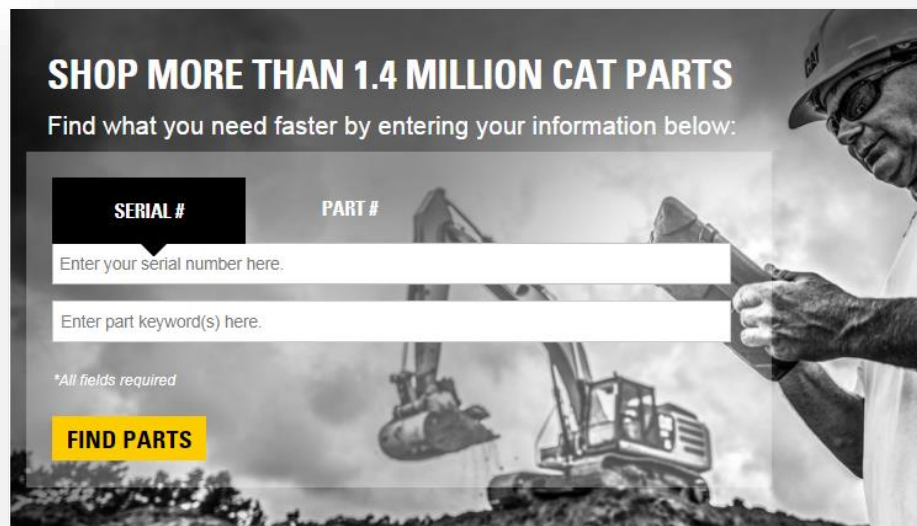 SHOP MORE THAN 1.4 MILLION CAT PARTS
Find what you need faster by entering your information below:
CAT
SERIAL #
PART #
Enter your serial number here.
Enter part keyword(s) here.
*All fields required
FIND PARTS